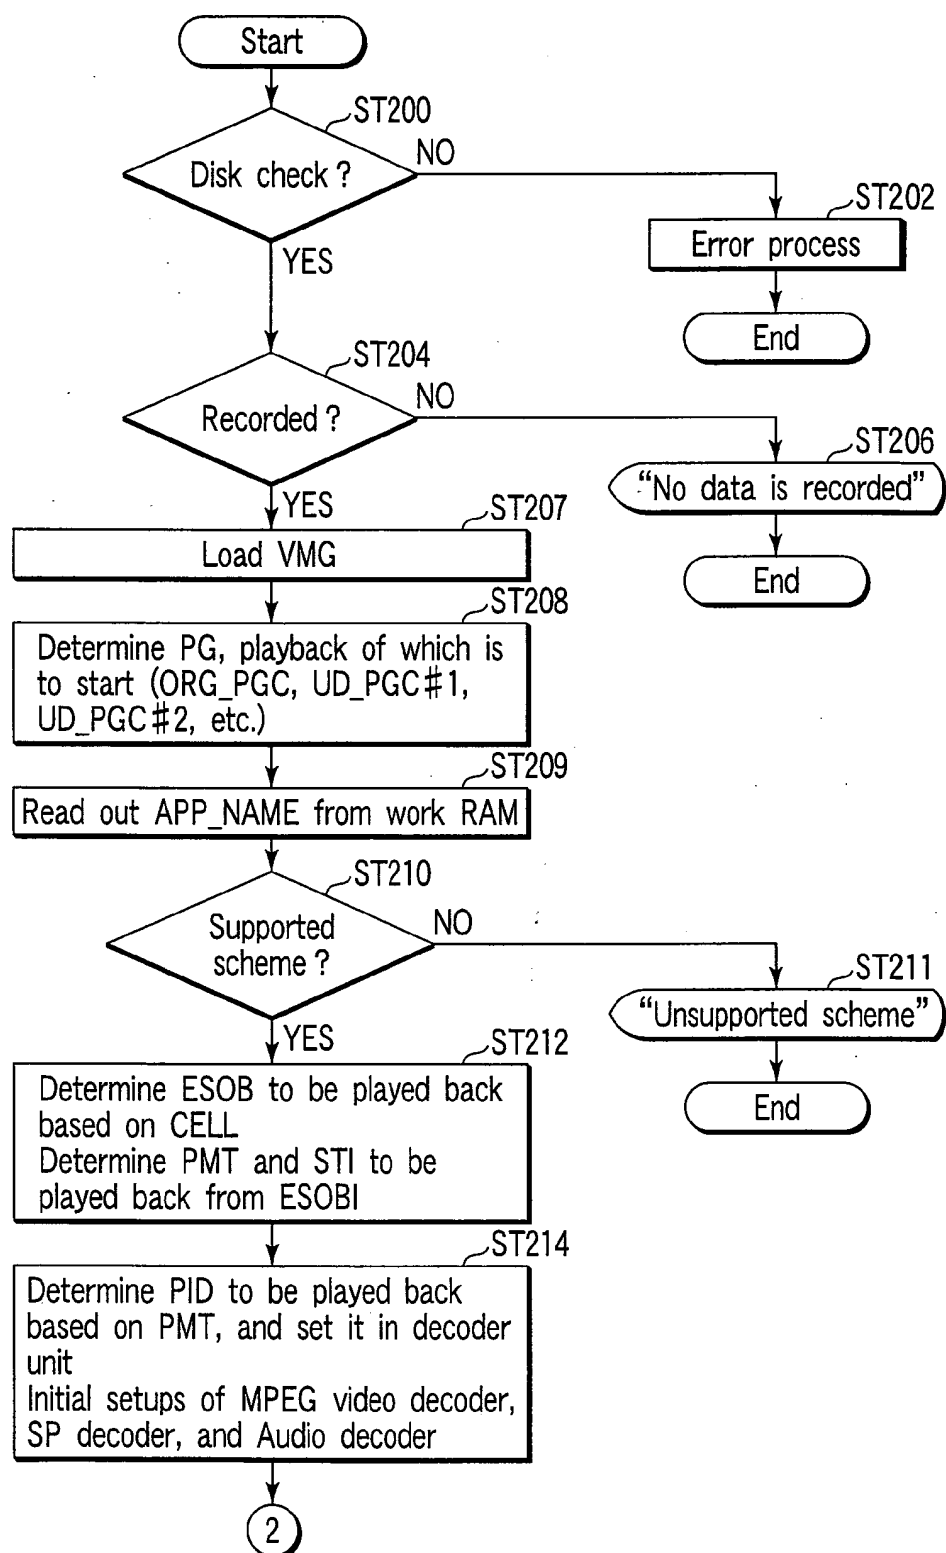 Start
ST200
Disk check?
NO
ST202
Error process
YES
End
ST204
Recorded?
NO
ST206
“No data is recorded”
YES
End
ST207
Load VMG
ST208
Determine PG, playback of which is
to start (ORG_PGC, UD_PGC#1,
UD_PGC#2, etc.)
ST209
Read out APP_NAME from work RAM
ST210
Supported
scheme?
NO
ST211
“Unsupported scheme”
YES
End
ST212
Determine ESOB to be played back
based on CELL
Determine PMT and STI to be
played back from ESOBI
ST214
Determine PID to be played back
based on PMT, and set it in decoder
unit
Initial setups of MPEG video decoder,
SP decoder, and Audio decoder
2